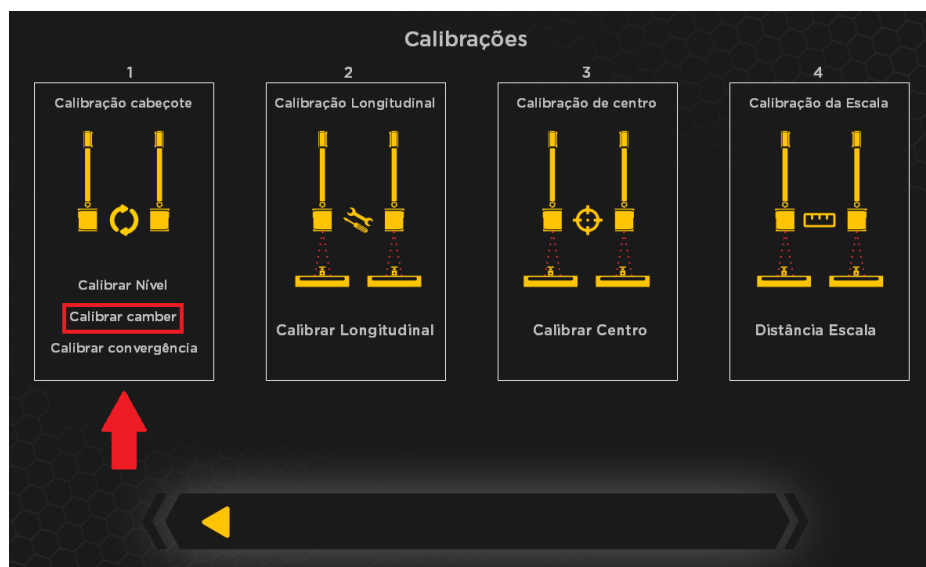 Calibrações
1
Calibração cabeçote
Calibrar Nível
Calibrar camber
Calibrar convergência
2
Calibração Longitudinal
Calibrar Longitudinal
3
Calibração de centro
Calibrar Centro
4
Calibração da Escala
Distância Escala